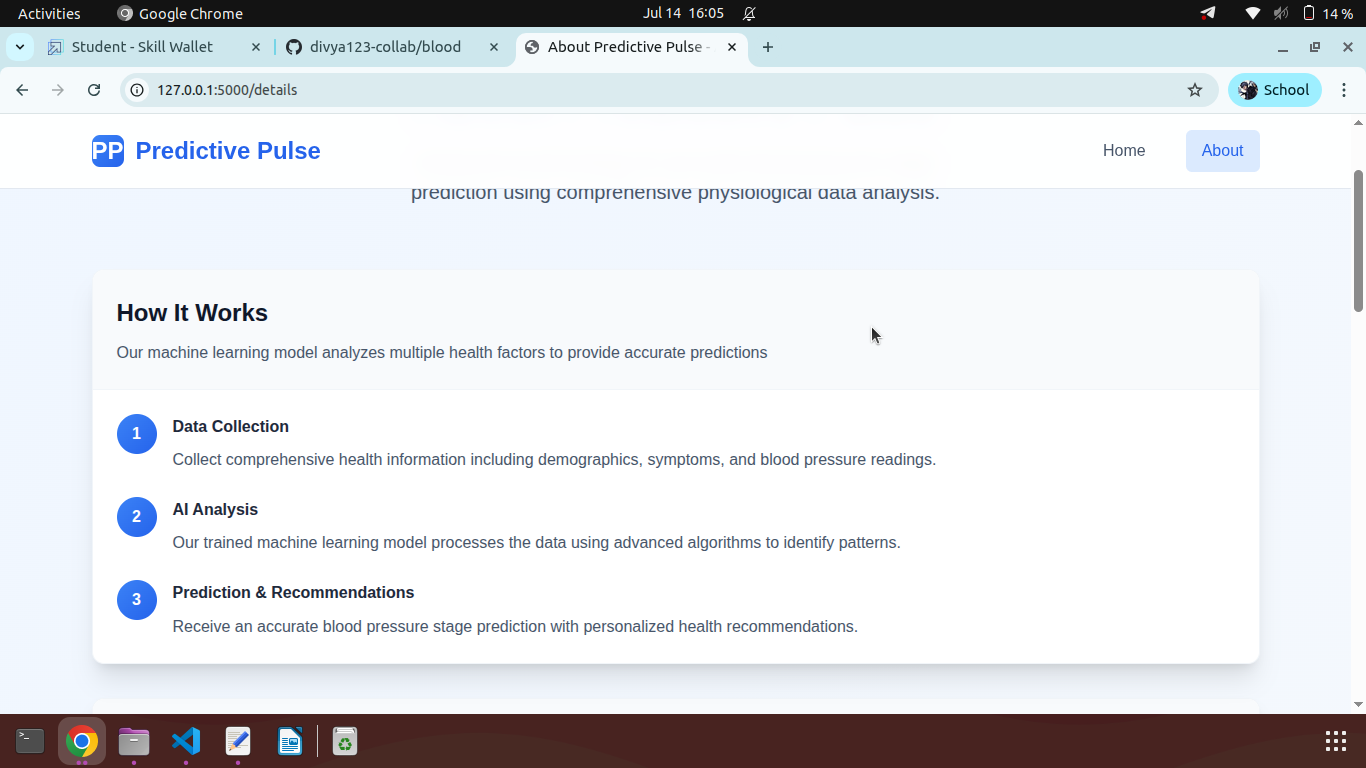 Activities
Google Chrome
Jul 14 16:05
14 %
Student - Skill Wallet
divya123-collab/blood
About Predictive Pulse -
127.0.0.1:5000/details
School
PP
Predictive Pulse
Home
About
prediction using comprehensive physiological data analysis.
How It Works
Our machine learning model analyzes multiple health factors to provide accurate predictions
1
Data Collection
Collect comprehensive health information including demographics, symptoms, and blood pressure readings.
2
AI Analysis
Our trained machine learning model processes the data using advanced algorithms to identify patterns.
3
Prediction & Recommendations
Receive an accurate blood pressure stage prediction with personalized health recommendations.